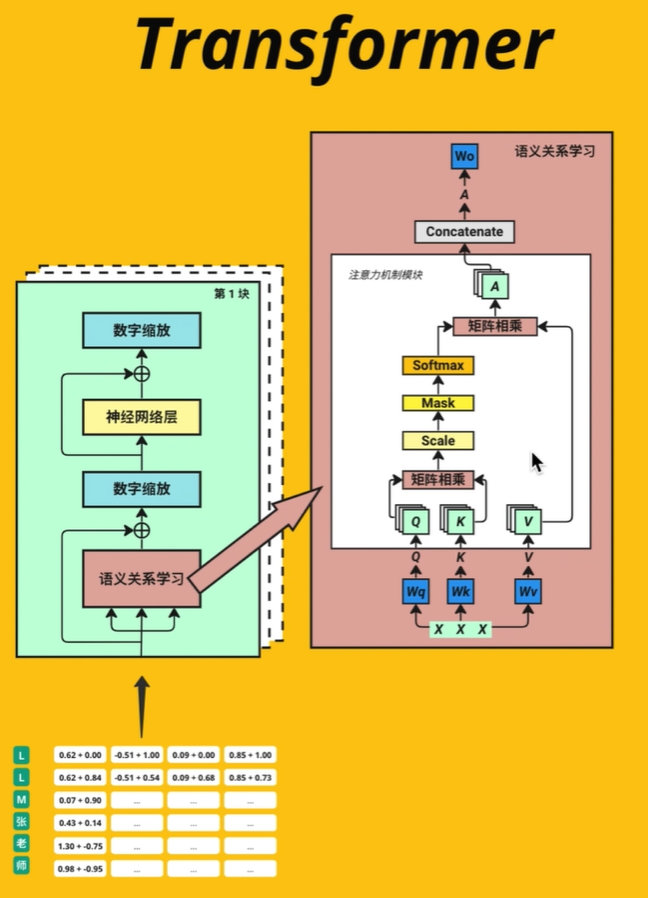 Transformer
语义关系学习
Wo
A
Concatenate
注意力机制模块
A
矩阵相乘
Softmax
Mask
Scale
矩阵相乘
Q K V
Q K V
Wq Wk Wv
X X X
第 1 块
数字缩放
神经网络层
数字缩放
语义关系学习
L 0.62 + 0.00 -0.51 + 1.00 0.09 + 0.00 0.85 + 1.00
L 0.62 + 0.84 -0.51 + 0.54 0.09 + 0.68 0.85 + 0.73
M 0.07 + 0.90 ... ... ...
张 0.43 + 0.14 ... ... ...
老 1.30 + -0.75 ... ... ...
师 0.98 + -0.95 ... ... ...